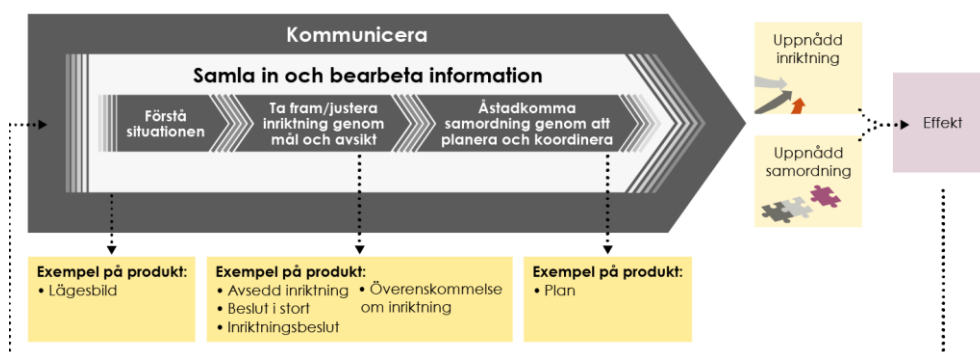 Kommunicera
Samla in och bearbeta information
Förstå
situationen
Ta fram/justera
inriktning genom
mål och avsikt
Åstadkomma
samordning genom att
planera och koordinera
Uppnådd
inriktning
Uppnådd
samordning
Effekt
Exempel på produkt:
• Lägesbild
Exempel på produkt:
• Avsedd inriktning
• Beslut i stort
• Inriktningsbeslut
• Överenskommelse
om inriktning
Exempel på produkt:
• Plan